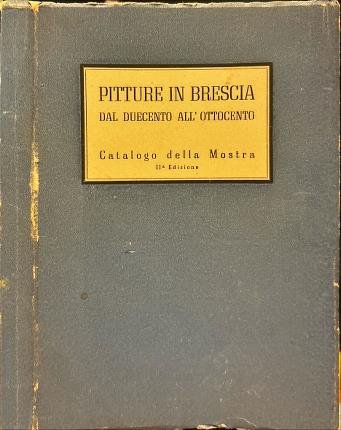 PITTURE IN BRESCIA
DAL DUECENTO ALL'OTTOCENTO
Catalogo della Mostra
IIª Edizione